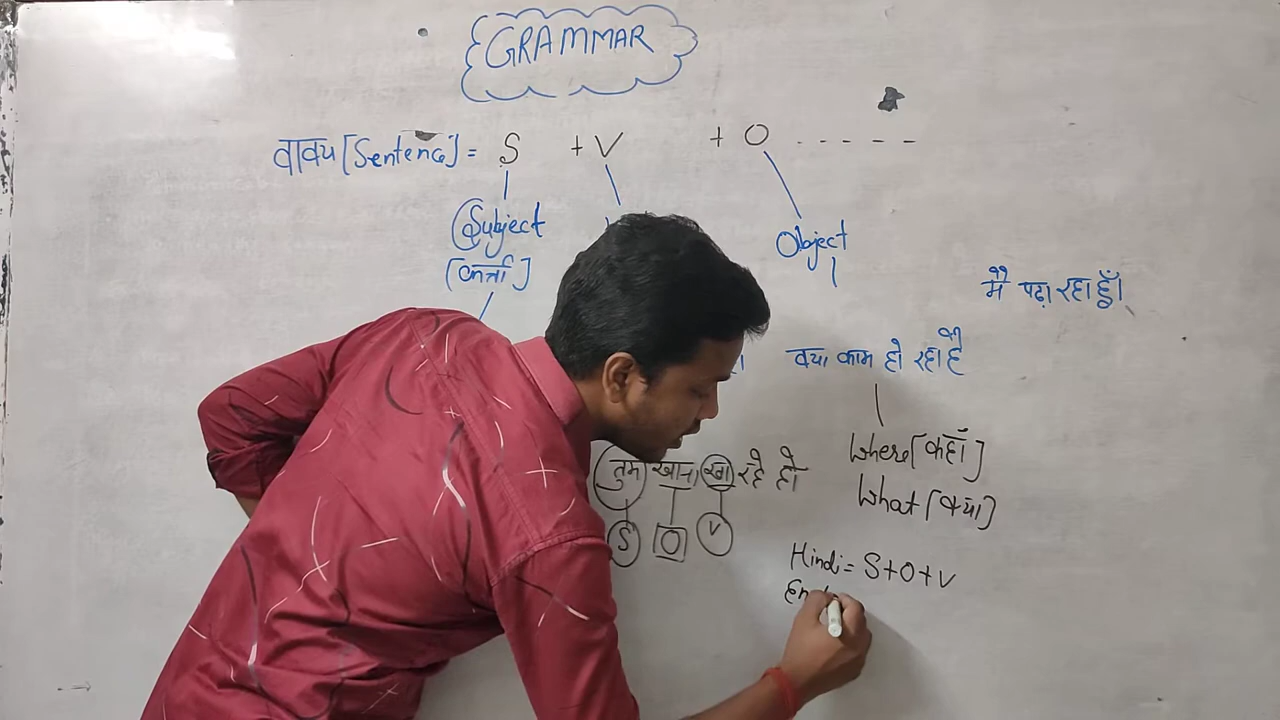 GRAMMAR
वाक्य [Sentence] = S + V + O - - - - -
Subject
Object
[कर्त्ता]
मैं पढ़ा रहा हूँ।
की
क्या काम हो रहा है
Where [कहाँ]
तुम खाना खा रहे हो
What [क्या]
S O V
Hindi = S+O+V